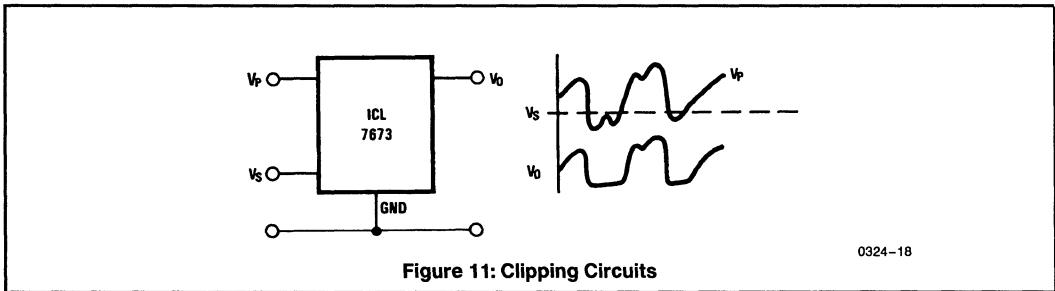 VP
VO
ICL
7673
VS
GND
VP
VS
VO
0324-18
Figure 11: Clipping Circuits